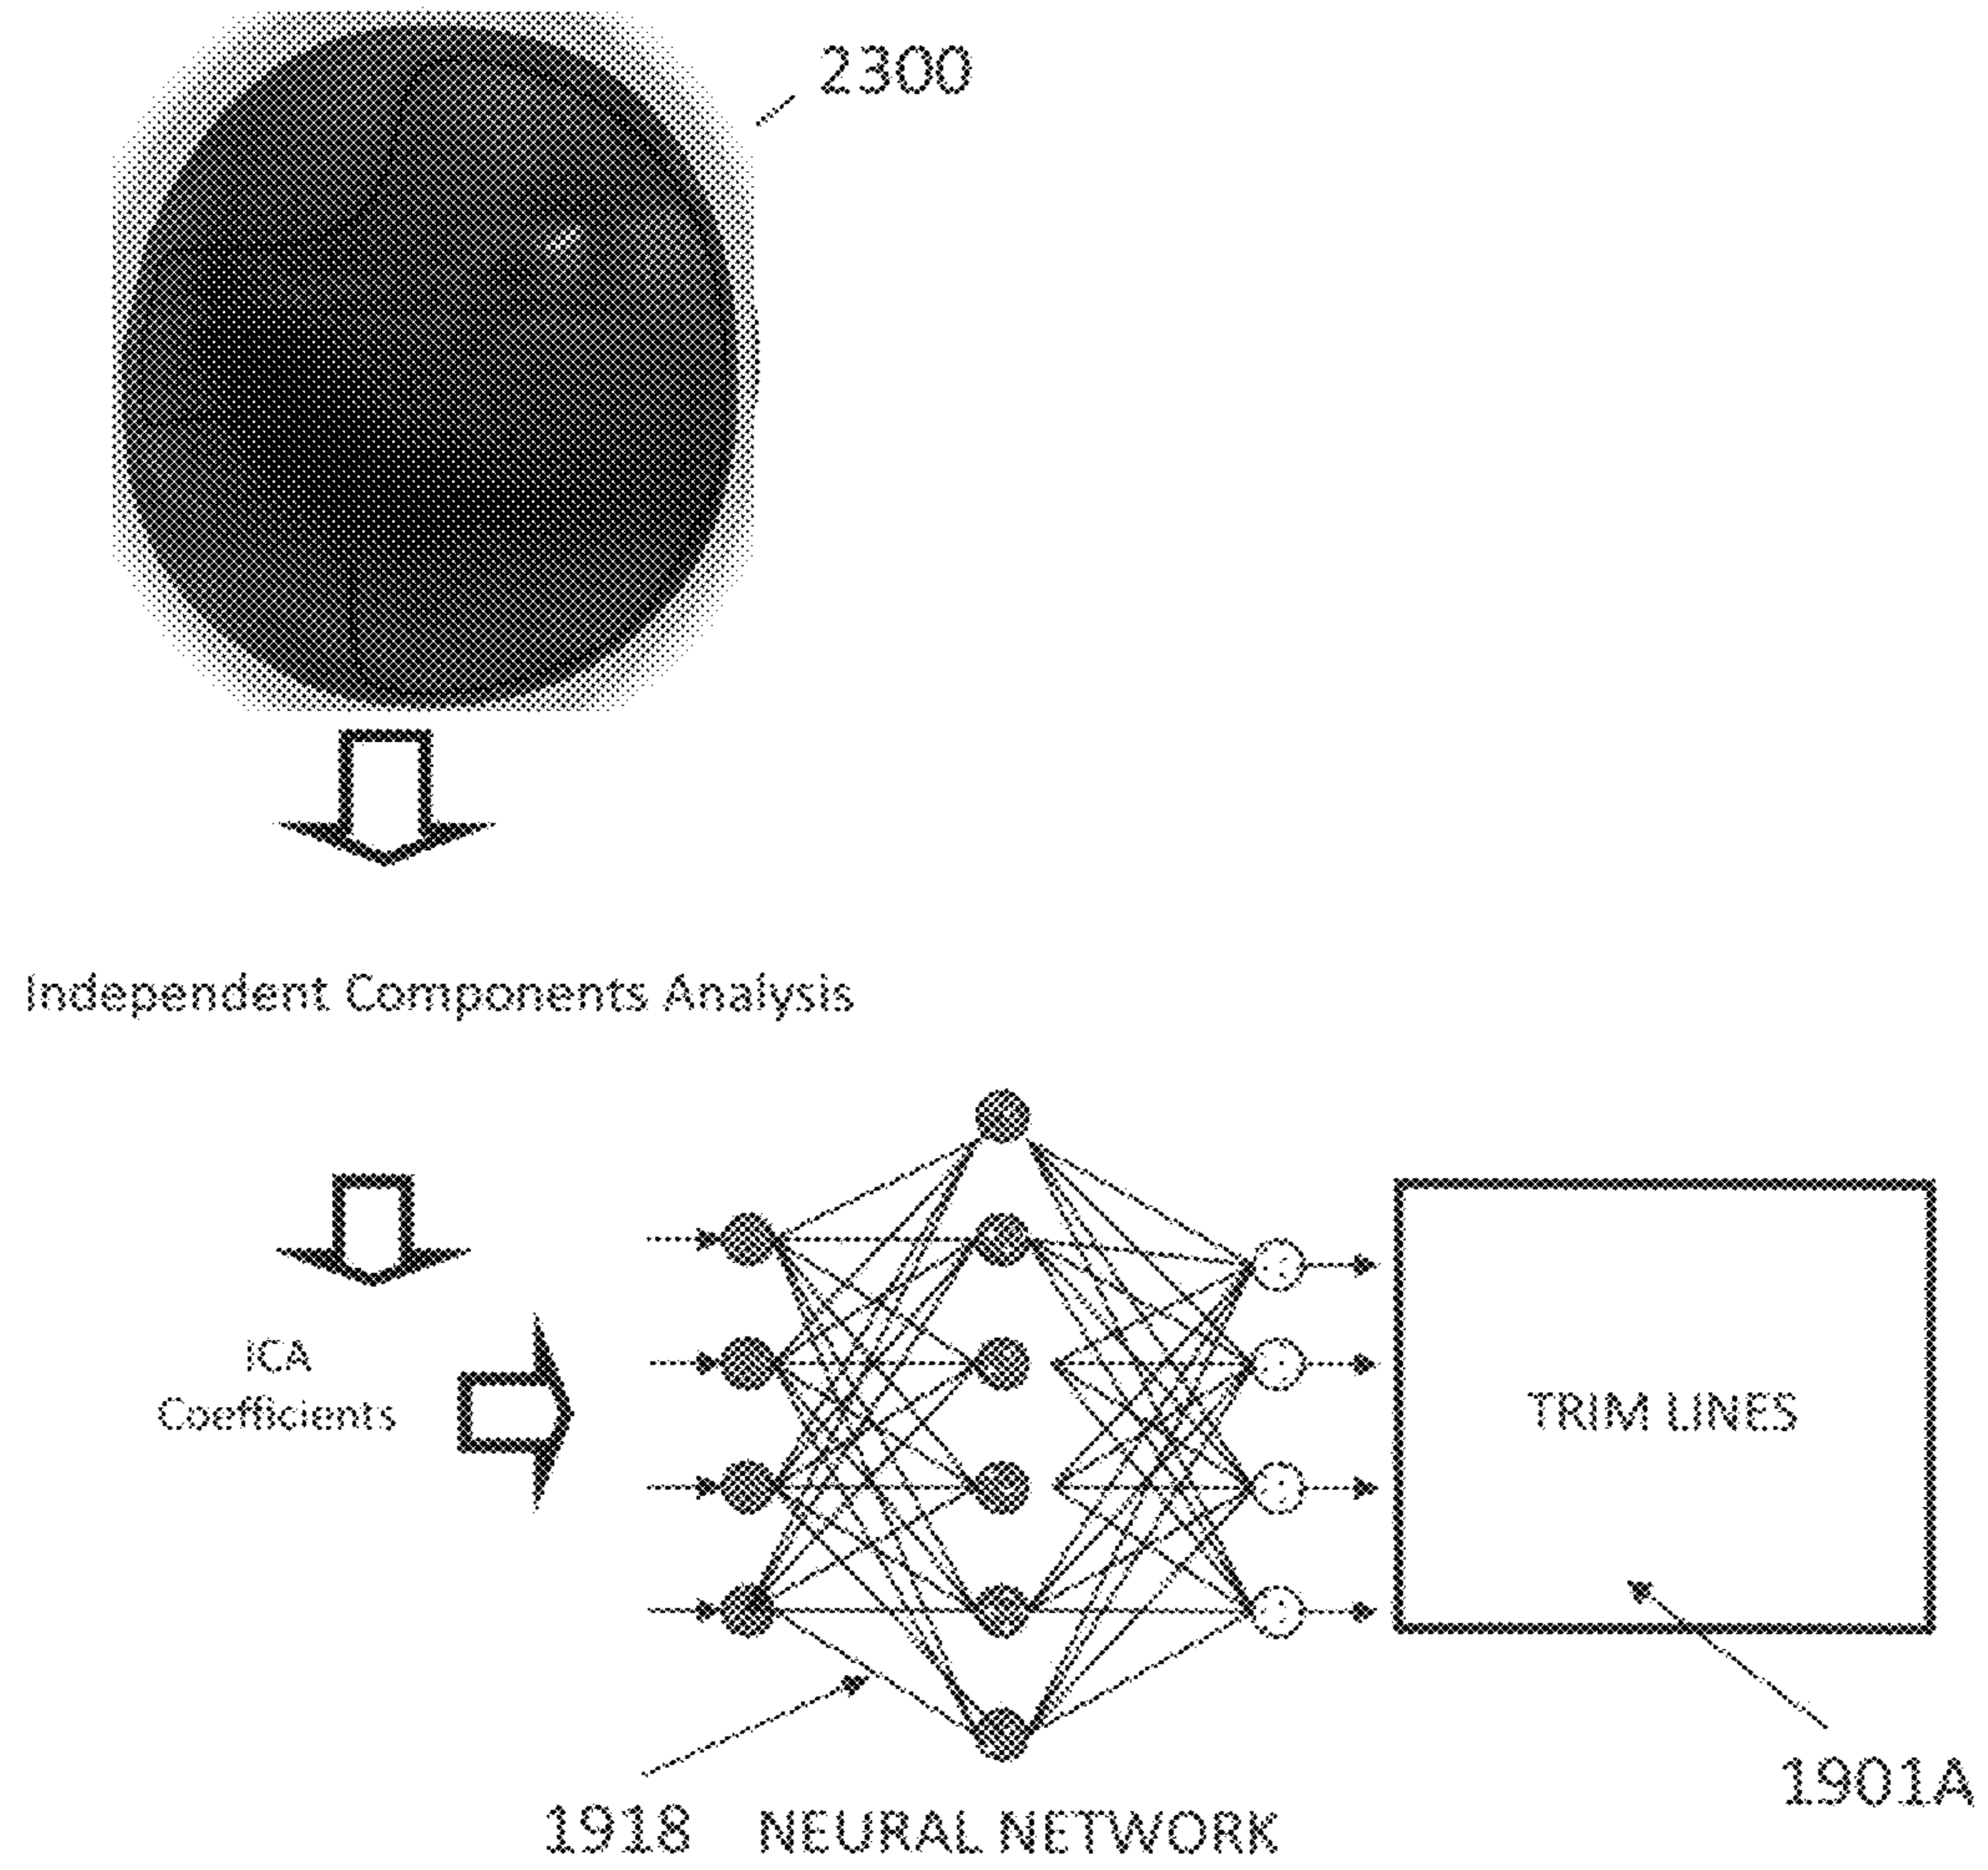 2300
Independent Components Analysis
ICA
Coefficients
TRIM LINES
1901A
1918 NEURAL NETWORK